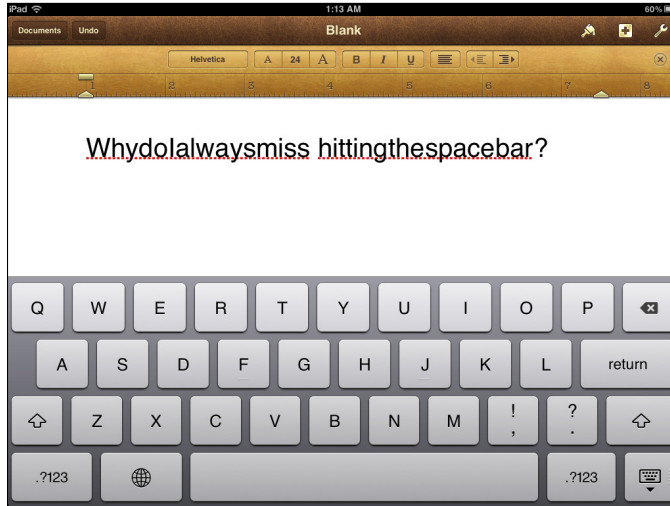 iPad 1:13 AM 60%
Documents Undo Blank
Helvetica A 24 A B I U
1 2 3 4 5 6 7 8
WhydoIalwaysmiss hittingthespacebar?
Q W E R T Y U I O P
A S D F G H J K L return
Z X C V B N M ! , ? .
.?123 .?123